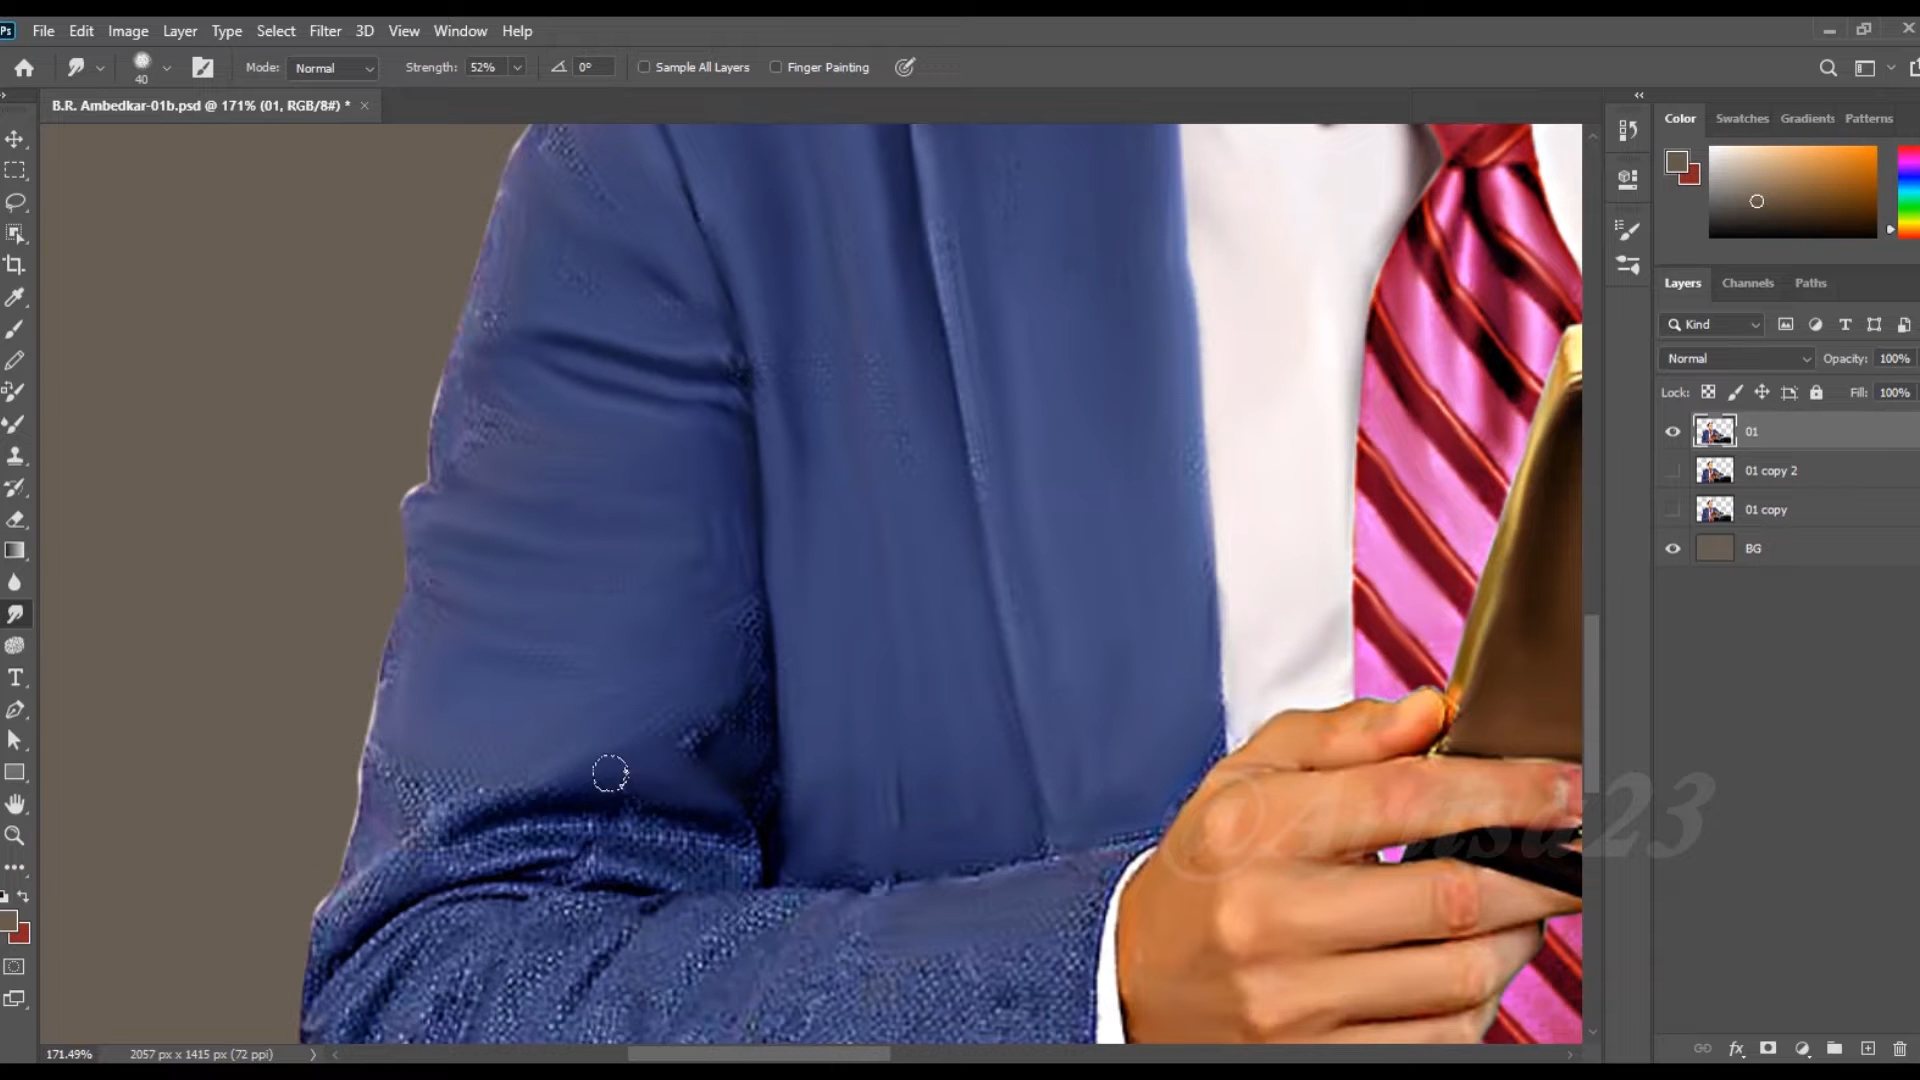 Ps File Edit Image Layer Type Select Filter 3D View Window Help
40 Mode: Normal Strength: 52% 0° Sample All Layers Finger Painting
B.R. Ambedkar-01b.psd @ 171% (01, RGB/8#) * ×
Color Swatches Gradients Patterns
Layers Channels Paths
Kind
Normal Opacity: 100%
Lock: Fill: 100%
01
01 copy 2
01 copy
BG
171.49% 2057 px x 1415 px (72 ppi)